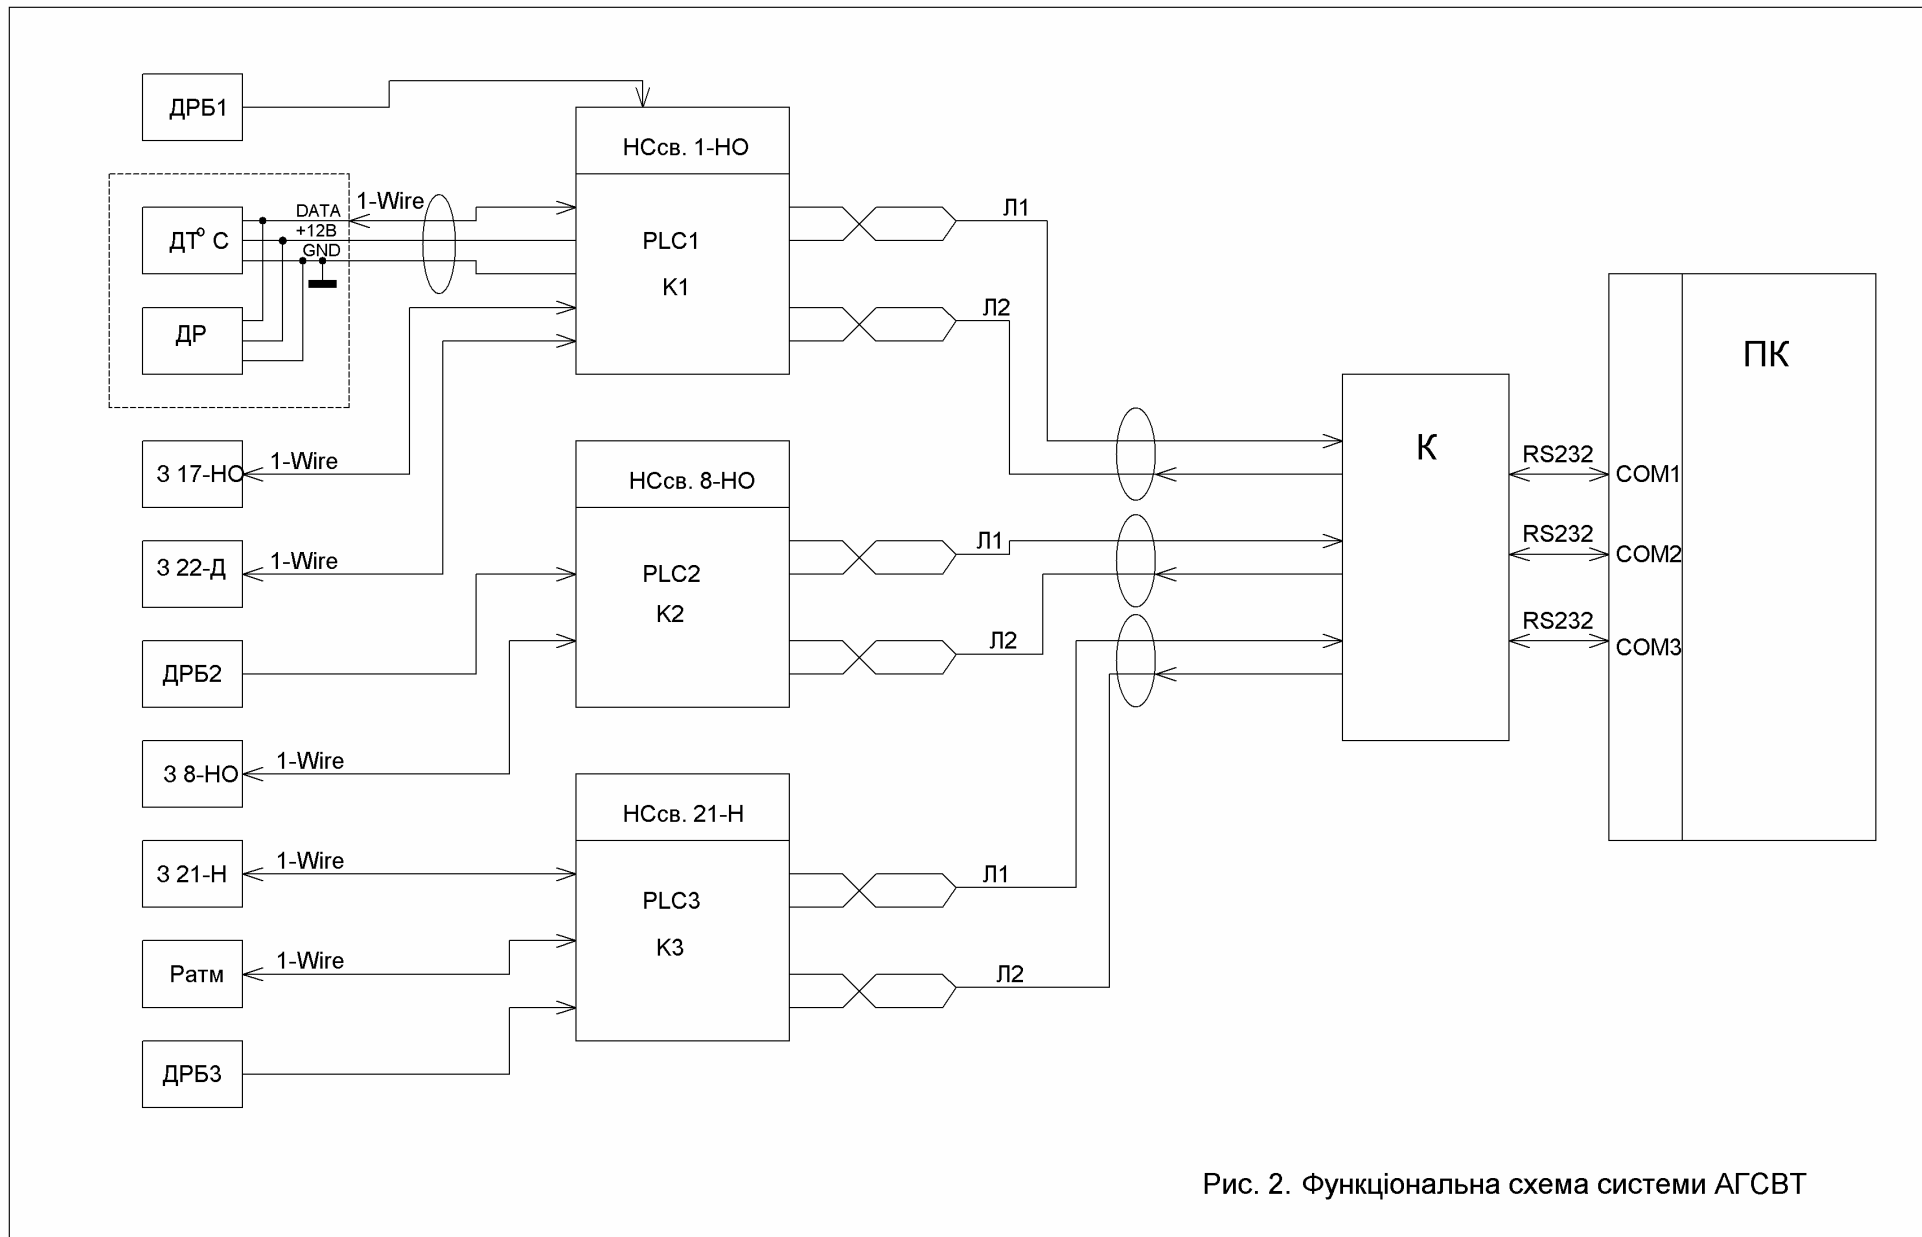 ДРБ1
НСсв. 1-НО
1-Wire
DATA
+12В
GND
ДТ° С
ДР
PLC1
K1
Л1
Л2
З 17-НО
1-Wire
З 22-Д
1-Wire
ДРБ2
З 8-НО
1-Wire
НСсв. 8-НО
PLC2
K2
Л1
Л2
З 21-Н
1-Wire
Ратм
1-Wire
ДРБ3
НСсв. 21-Н
PLC3
K3
Л1
Л2
К
RS232
RS232
RS232
COM1
COM2
COM3
ПК
Рис. 2. Функціональна схема системи АГСВТ